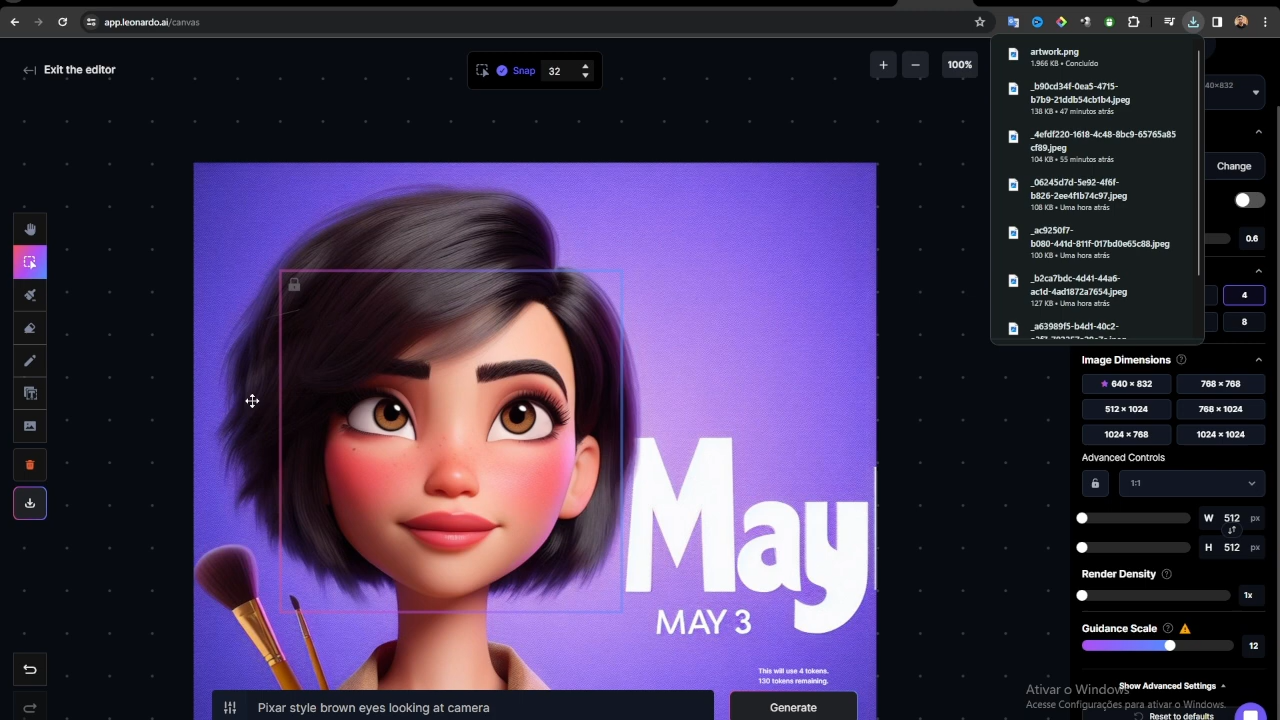 app.leonardo.ai/canvas
Exit the editor
Snap
32
100%
artwork.png
1.966 KB • Concluído
_b90cd34f-0ea5-4715-
b7b9-21ddb54cb1b4.jpeg
138 KB • 47 minutos atrás
_4efdf220-1618-4c48-8bc9-65765a85
cf89.jpeg
104 KB • 55 minutos atrás
_06245d7d-5e92-4f6f-
b826-2ee4f1b74c97.jpeg
108 KB • Uma hora atrás
_ac9250f7-
b080-441d-811f-017bd0e65c88.jpeg
100 KB • Uma hora atrás
_b2ca7bdc-4d41-44a6-
ac1d-4ad1872a7654.jpeg
127 KB • Uma hora atrás
_a63989f5-b4d1-40c2-
40×832
Change
0.6
4
8
Image Dimensions
640 × 832
768 × 768
512 × 1024
768 × 1024
1024 × 768
1024 × 1024
Advanced Controls
1:1
W 512 px
H 512 px
Render Density
1x
Guidance Scale
12
Show Advanced Settings
Reset to defaults
Ativar o Windows
Acesse Configurações para ativar o Windows.
May
MAY 3
This will use 4 tokens.
130 tokens remaining.
Pixar style brown eyes looking at camera
Generate